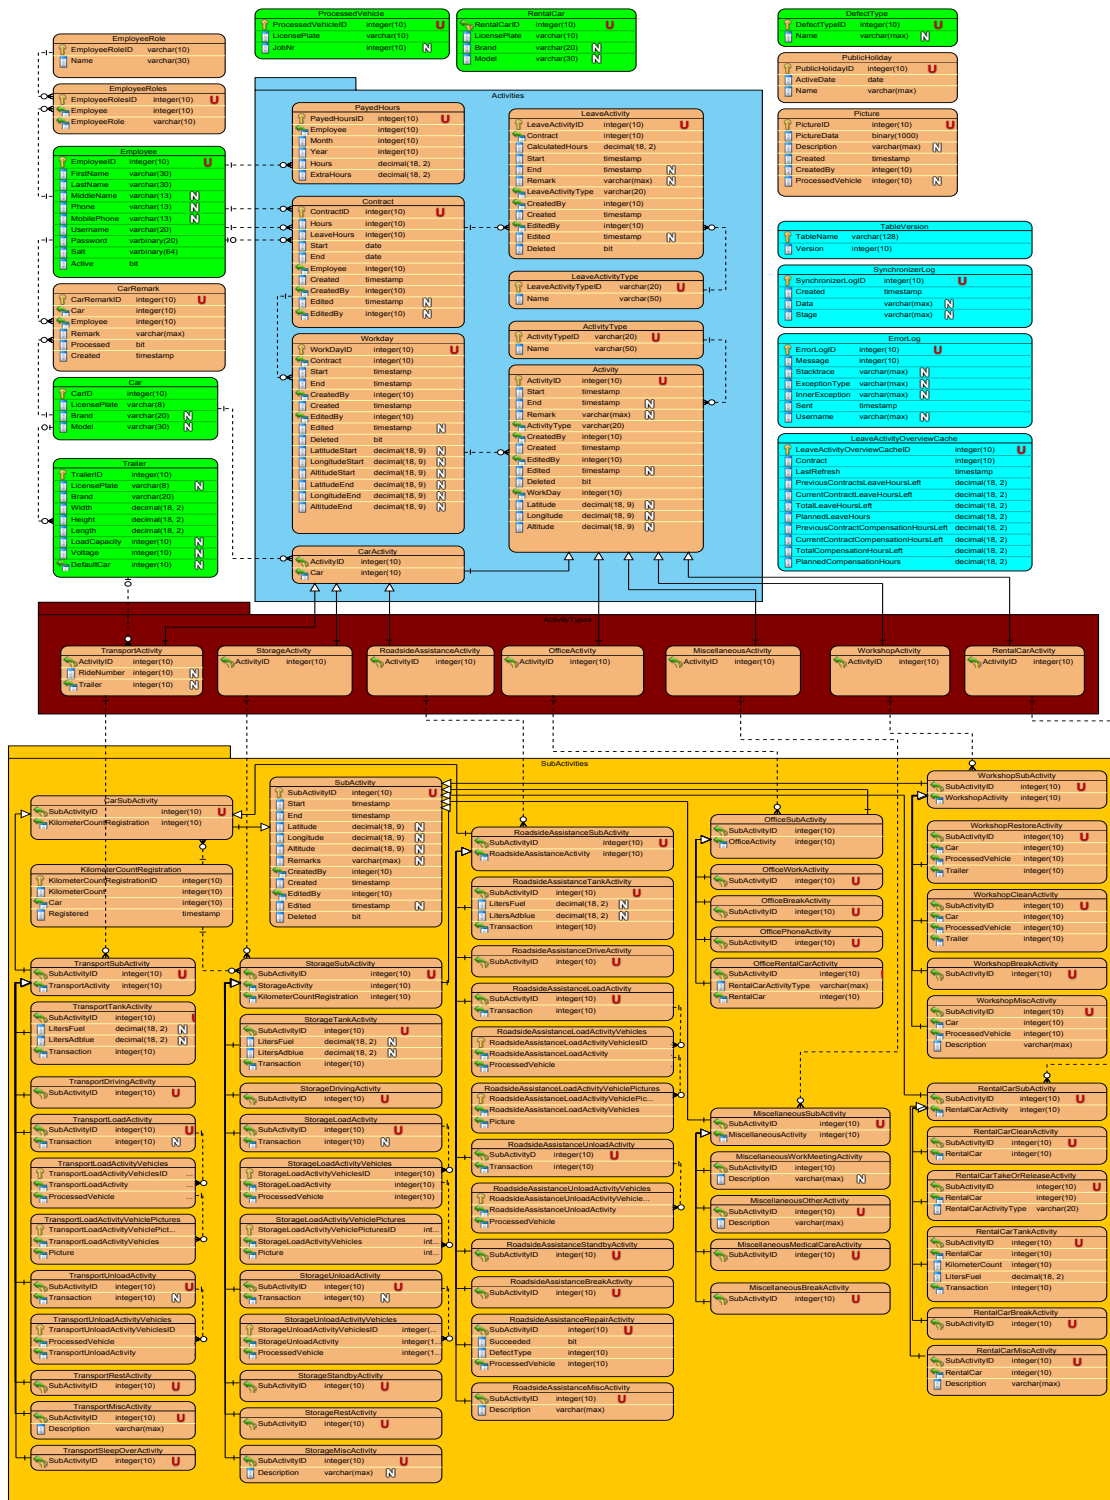 ProcessedVehicle
ProcessedVehicleID integer(10) U
LicensePlate varchar(10)
JobNr integer(10) N
RentalCar
RentalCarID integer(10) U
LicensePlate varchar(10)
Brand varchar(20) N
Model varchar(30) N
DefectType
DefectTypeID integer(10) U
Name varchar(max) N
EmployeeRole
EmployeeRoleID varchar(10)
Name varchar(30)
PublicHoliday
PublicHolidayID integer(10) U
ActiveDate date
Name varchar(max)
EmployeeRoles
EmployeeRolesID integer(10) U
Employee integer(10)
EmployeeRole varchar(10)
Picture
PictureID integer(10) U
PictureData binary(1000)
Description varchar(max) N
Created timestamp
CreatedBy integer(10)
ProcessedVehicle integer(10) N
Employee
EmployeeID integer(10) U
FirstName varchar(30)
LastName varchar(30)
MiddleName varchar(13) N
Phone varchar(13) N
MobilePhone varchar(13) N
Username varchar(20)
Password varbinary(20)
Salt varbinary(64)
Active bit
CarRemark
CarRemarkID integer(10) U
Car integer(10)
Employee integer(10)
Remark varchar(max)
Processed bit
Created timestamp
Car
CarID integer(10)
LicensePlate varchar(8)
Brand varchar(20) N
Model varchar(30) N
Trailer
TrailerID integer(10)
LicensePlate varchar(8) N
Brand varchar(20)
Width decimal(18, 2)
Height decimal(18, 2)
Length decimal(18, 2)
LoadCapacity integer(10) N
Voltage integer(10) N
DefaultCar integer(10) N
Activities
PayedHours
PayedHoursID integer(10) U
Employee integer(10)
Month integer(10)
Year integer(10)
Hours decimal(18, 2)
ExtraHours decimal(18, 2)
Contract
ContractID integer(10) U
Hours integer(10)
LeaveHours integer(10)
Start date
End date
Employee integer(10)
Created timestamp
CreatedBy integer(10)
Edited timestamp N
EditedBy integer(10) N
Workday
WorkDayID integer(10) U
Contract integer(10)
Start timestamp
End timestamp
CreatedBy integer(10)
Created timestamp
EditedBy integer(10)
Edited timestamp N
Deleted bit
LatitudeStart decimal(18, 9) N
LongitudeStart decimal(18, 9) N
AltitudeStart decimal(18, 9) N
LatitudeEnd decimal(18, 9) N
LongitudeEnd decimal(18, 9) N
AltitudeEnd decimal(18, 9) N
CarActivity
ActivityID integer(10)
Car integer(10)
LeaveActivity
LeaveActivityID integer(10) U
Contract integer(10)
CalculatedHours decimal(18, 2)
Start timestamp
End timestamp N
Remark varchar(max) N
LeaveActivityType varchar(20)
CreatedBy integer(10)
Created timestamp
EditedBy integer(10) N
Edited timestamp N
Deleted bit
LeaveActivityType
LeaveActivityTypeID varchar(20) U
Name varchar(50)
ActivityType
ActivityTypeID varchar(20) U
Name varchar(50)
Activity
ActivityID integer(10) U
Start timestamp
End timestamp N
Remark varchar(max) N
ActivityType varchar(20)
CreatedBy integer(10)
Created timestamp
EditedBy integer(10)
Edited timestamp N
Deleted bit
WorkDay integer(10)
Latitude decimal(18, 9) N
Longitude decimal(18, 9) N
Altitude decimal(18, 9) N
TableVersion
TableName varchar(128)
Version integer(10)
SynchronizerLog
SynchronizerLogID integer(10) U
Created timestamp
Data varchar(max) N
Stage varchar(max) N
ErrorLog
ErrorLogID integer(10) U
Message integer(10)
Stacktrace varchar(max) N
ExceptionType varchar(max) N
InnerException varchar(max) N
Sent timestamp
Username varchar(max) N
LeaveActivityOverviewCache
LeaveActivityOverviewCacheID integer(10) U
Contract integer(10)
LastRefresh timestamp
PreviousContractsLeaveHoursLeft decimal(18, 2)
CurrentContractLeaveHoursLeft decimal(18, 2)
TotalLeaveHoursLeft decimal(18, 2)
PlannedLeaveHours decimal(18, 2)
PreviousContractCompensationHoursLeft decimal(18, 2)
CurrentContractCompensationHoursLeft decimal(18, 2)
TotalCompensationHoursLeft decimal(18, 2)
PlannedCompensationHours decimal(18, 2)
ActivityTypes
TransportActivity
ActivityID integer(10)
RideNumber integer(10) N
Trailer integer(10) N
StorageActivity
ActivityID integer(10)
RoadsideAssistanceActivity
ActivityID integer(10)
OfficeActivity
ActivityID integer(10)
MiscellaneousActivity
ActivityID integer(10)
WorkshopActivity
ActivityID integer(10)
RentalCarActivity
ActivityID integer(10)
SubActivities
CarSubActivity
SubActivityID integer(10) U
KilometerCountRegistration integer(10)
KilometerCountRegistration
KilometerCountRegistrationID integer(10)
KilometerCount integer(10)
Car integer(10)
Registered timestamp
TransportSubActivity
SubActivityID integer(10) U
TransportActivity integer(10)
TransportTankActivity
SubActivityID integer(10) U
LitersFuel decimal(18, 2) N
LitersAdblue decimal(18, 2) N
Transaction integer(10)
TransportDrivingActivity
SubActivityID integer(10) U
TransportLoadActivity
SubActivityID integer(10) U
Transaction integer(10) N
TransportLoadActivityVehicles
TransportLoadActivityVehiclesID ...
TransportLoadActivity ...
ProcessedVehicle ...
TransportLoadActivityVehiclePictures
TransportLoadActivityVehiclePict...
TransportLoadActivityVehicles
Picture
TransportUnloadActivity
SubActivityID integer(10) U
Transaction integer(10) N
TransportUnloadActivityVehicles
TransportUnloadActivityVehiclesID
ProcessedVehicle
TransportUnloadActivity
TransportRestActivity
SubActivityID integer(10) U
TransportMiscActivity
SubActivityID integer(10) U
Description varchar(max)
TransportSleepOverActivity
SubActivityID integer(10) U
SubActivity
SubActivityID integer(10) U
Start timestamp
End timestamp
Latitude decimal(18, 9) N
Longitude decimal(18, 9) N
Altitude decimal(18, 9) N
Remarks varchar(max) N
CreatedBy integer(10)
Created timestamp
EditedBy integer(10)
Edited timestamp N
Deleted bit
StorageSubActivity
SubActivityID integer(10) U
StorageActivity integer(10)
KilometerCountRegistration integer(10)
StorageTankActivity
SubActivityID integer(10) U
LitersFuel decimal(18, 2) N
LitersAdblue decimal(18, 2) N
Transaction integer(10)
StorageDrivingActivity
SubActivityID integer(10) U
StorageLoadActivity
SubActivityID integer(10) U
Transaction integer(10) N
StorageLoadActivityVehicles
StorageLoadActivityVehiclesID integer(10)
StorageLoadActivity integer(10)
ProcessedVehicle integer(10)
StorageLoadActivityVehiclePictures
StorageLoadActivityVehiclePicturesID int...
StorageLoadActivityVehicles int...
Picture int...
StorageUnloadActivity
SubActivityID integer(10) U
Transaction integer(10) N
StorageUnloadActivityVehicles
StorageUnloadActivityVehiclesID integer(...
StorageUnloadActivity integer(1...
ProcessedVehicle integer(1...
StorageStandbyActivity
SubActivityID integer(10) U
StorageRestActivity
SubActivityID integer(10) U
StorageMiscActivity
SubActivityID integer(10) U
Description varchar(max) N
RoadsideAssistanceSubActivity
SubActivityID integer(10) U
RoadsideAssistanceActivity integer(10)
RoadsideAssistanceTankActivity
SubActivityID integer(10) U
LitersFuel decimal(18, 2) N
LitersAdblue decimal(18, 2) N
Transaction integer(10)
RoadsideAssistanceDriveActivity
SubActivityID integer(10) U
RoadsideAssistanceLoadActivity
SubActivityID integer(10) U
Transaction integer(10)
RoadsideAssistanceLoadActivityVehicles
RoadsideAssistanceLoadActivityVehiclesID
RoadsideAssistanceLoadActivity
ProcessedVehicle
RoadsideAssistanceLoadActivityVehiclePictures
RoadsideAssistanceLoadActivityVehiclePic...
RoadsideAssistanceLoadActivityVehicles
Picture
RoadsideAssistanceUnloadActivity
SubActivityID integer(10) U
Transaction integer(10)
RoadsideAssistanceUnloadActivityVehicles
RoadsideAssistanceUnloadActivityVehicle...
RoadsideAssistanceUnloadActivity
ProcessedVehicle
RoadsideAssistanceStandbyActivity
SubActivityID integer(10) U
RoadsideAssistanceBreakActivity
SubActivityID integer(10) U
RoadsideAssistanceRepairActivity
SubActivityID integer(10) U
Succeeded bit
DefectType integer(10)
ProcessedVehicle integer(10)
RoadsideAssistanceMiscActivity
SubActivityID integer(10) U
Description varchar(max)
OfficeSubActivity
SubActivityID integer(10)
OfficeActivity integer(10)
OfficeWorkActivity
SubActivityID integer(10) U
OfficeBreakActivity
SubActivityID integer(10) U
OfficePhoneActivity
SubActivityID integer(10) U
OfficeRentalCarActivity
SubActivityID integer(10)
RentalCarActivityType varchar(max)
RentalCar integer(10)
MiscellaneousSubActivity
SubActivityID integer(10) U
MiscellaneousActivity integer(10)
MiscellaneousWorkMeetingActivity
SubActivityID integer(10) U
Description varchar(max) N
MiscellaneousOtherActivity
SubActivityID integer(10) U
Description varchar(max)
MiscellaneousMedicalCareActivity
SubActivityID integer(10) U
MiscellaneousBreakActivity
SubActivityID integer(10) U
WorkshopSubActivity
SubActivityID integer(10) U
WorkshopActivity integer(10)
WorkshopRestoreActivity
SubActivityID integer(10) U
Car integer(10)
ProcessedVehicle integer(10)
Trailer integer(10)
WorkshopCleanActivity
SubActivityID integer(10) U
Car integer(10)
ProcessedVehicle integer(10)
Trailer integer(10)
WorkshopBreakActivity
SubActivityID integer(10) U
WorkshopMiscActivity
SubActivityID integer(10) U
Car integer(10)
ProcessedVehicle integer(10)
Description varchar(max)
RentalCarSubActivity
SubActivityID integer(10) U
RentalCarActivity integer(10)
RentalCarCleanActivity
SubActivityID integer(10) U
RentalCar integer(10)
RentalCarTakeOrReleaseActivity
SubActivityID integer(10) U
RentalCar integer(10)
RentalCarActivityType varchar(20)
RentalCarTankActivity
SubActivityID integer(10) U
RentalCar integer(10)
KilometerCount integer(10)
LitersFuel decimal(18, 2)
Transaction integer(10)
RentalCarBreakActivity
SubActivityID integer(10) U
RentalCarMiscActivity
SubActivityID integer(10) U
RentalCar integer(10)
Description varchar(max)